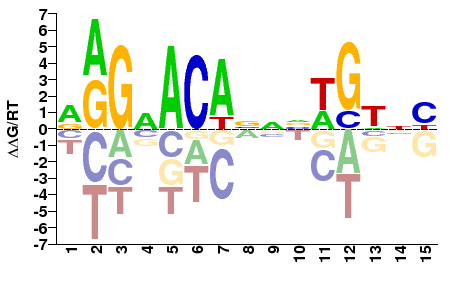 7
6
5
4
3
2
1
0
-1
-2
-3
-4
-5
-6
-7
ΔΔG/RT
A G C T
A G C T
G A C T
A C G
A C G T
C G A T
A T G C
G A
A
T
T A G C
G C A T
T G
C T G
1 2 3 4 5 6 7 8 9 10 11 12 13 14 15